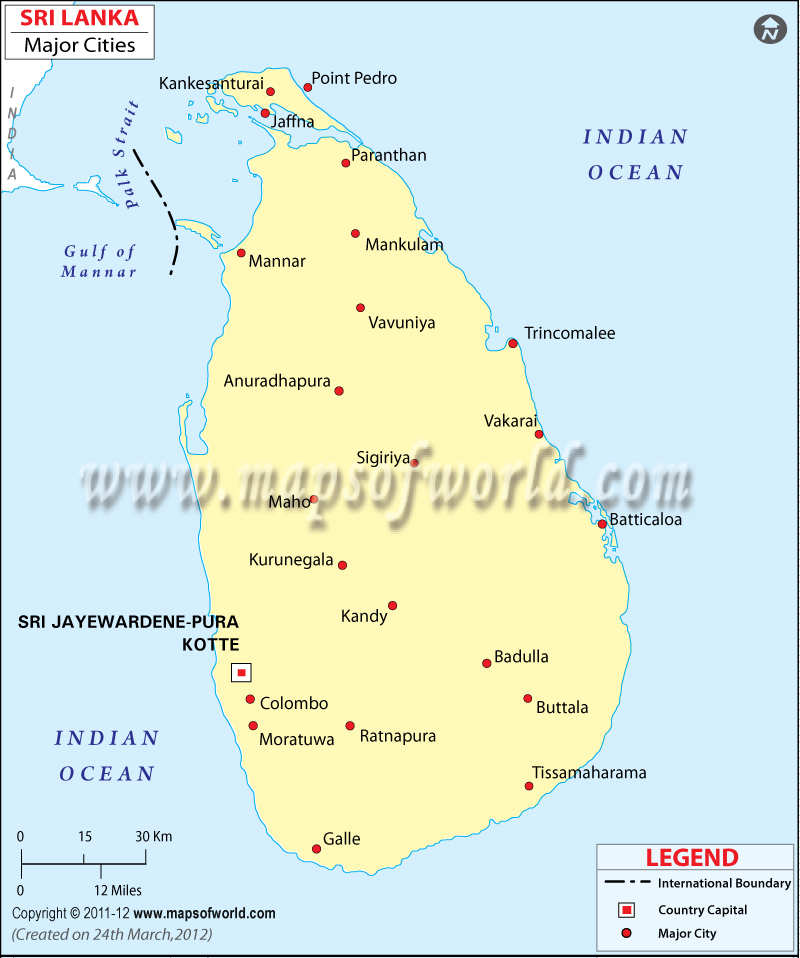 SRI LANKA
Major Cities
N
INDIA
Palk Strait
Gulf of
Mannar
Kankesanturai
Point Pedro
Jaffna
Paranthan
INDIAN
OCEAN
Mankulam
Mannar
Vavuniya
Trincomalee
Anuradhapura
Vakarai
Sigiriya
www.mapsofworld.com
Maho
Batticaloa
Kurunegala
Kandy
SRI JAYEWARDENE-PURA
KOTTE
Badulla
Colombo
Buttala
Moratuwa
Ratnapura
INDIAN
OCEAN
Tissamaharama
Galle
0 15 30 Km
0 12 Miles
LEGEND
International Boundary
Country Capital
Major City
Copyright © 2011-12 www.mapsofworld.com
(Created on 24th March,2012)